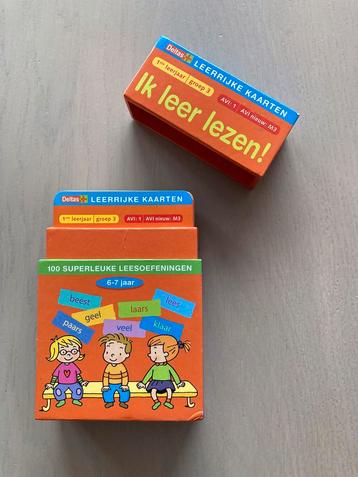 Deltas LEERRIJKE KAARTEN
1ste leerjaar groep 3 AVI: 1 AVI nieuw: M3
Ik leer lezen!
Deltas LEERRIJKE KAARTEN
1ste leerjaar groep 3 AVI: 1 AVI nieuw: M3
100 SUPERLEUKE LEESOEFENINGEN
6-7 jaar
beest laars lees
geel
paars veel klaar